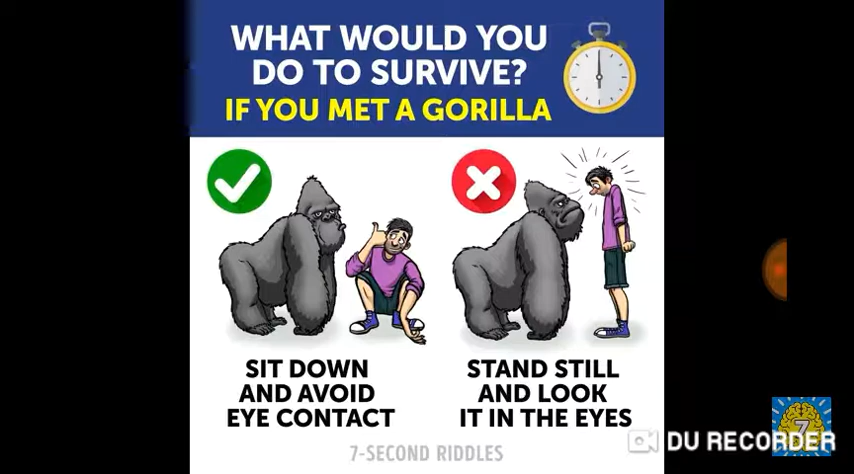 WHAT WOULD YOU
DO TO SURVIVE?
IF YOU MET A GORILLA
SIT DOWN
AND AVOID
EYE CONTACT
STAND STILL
AND LOOK
IT IN THE EYES
7-SECOND RIDDLES
7
DU RECORDER